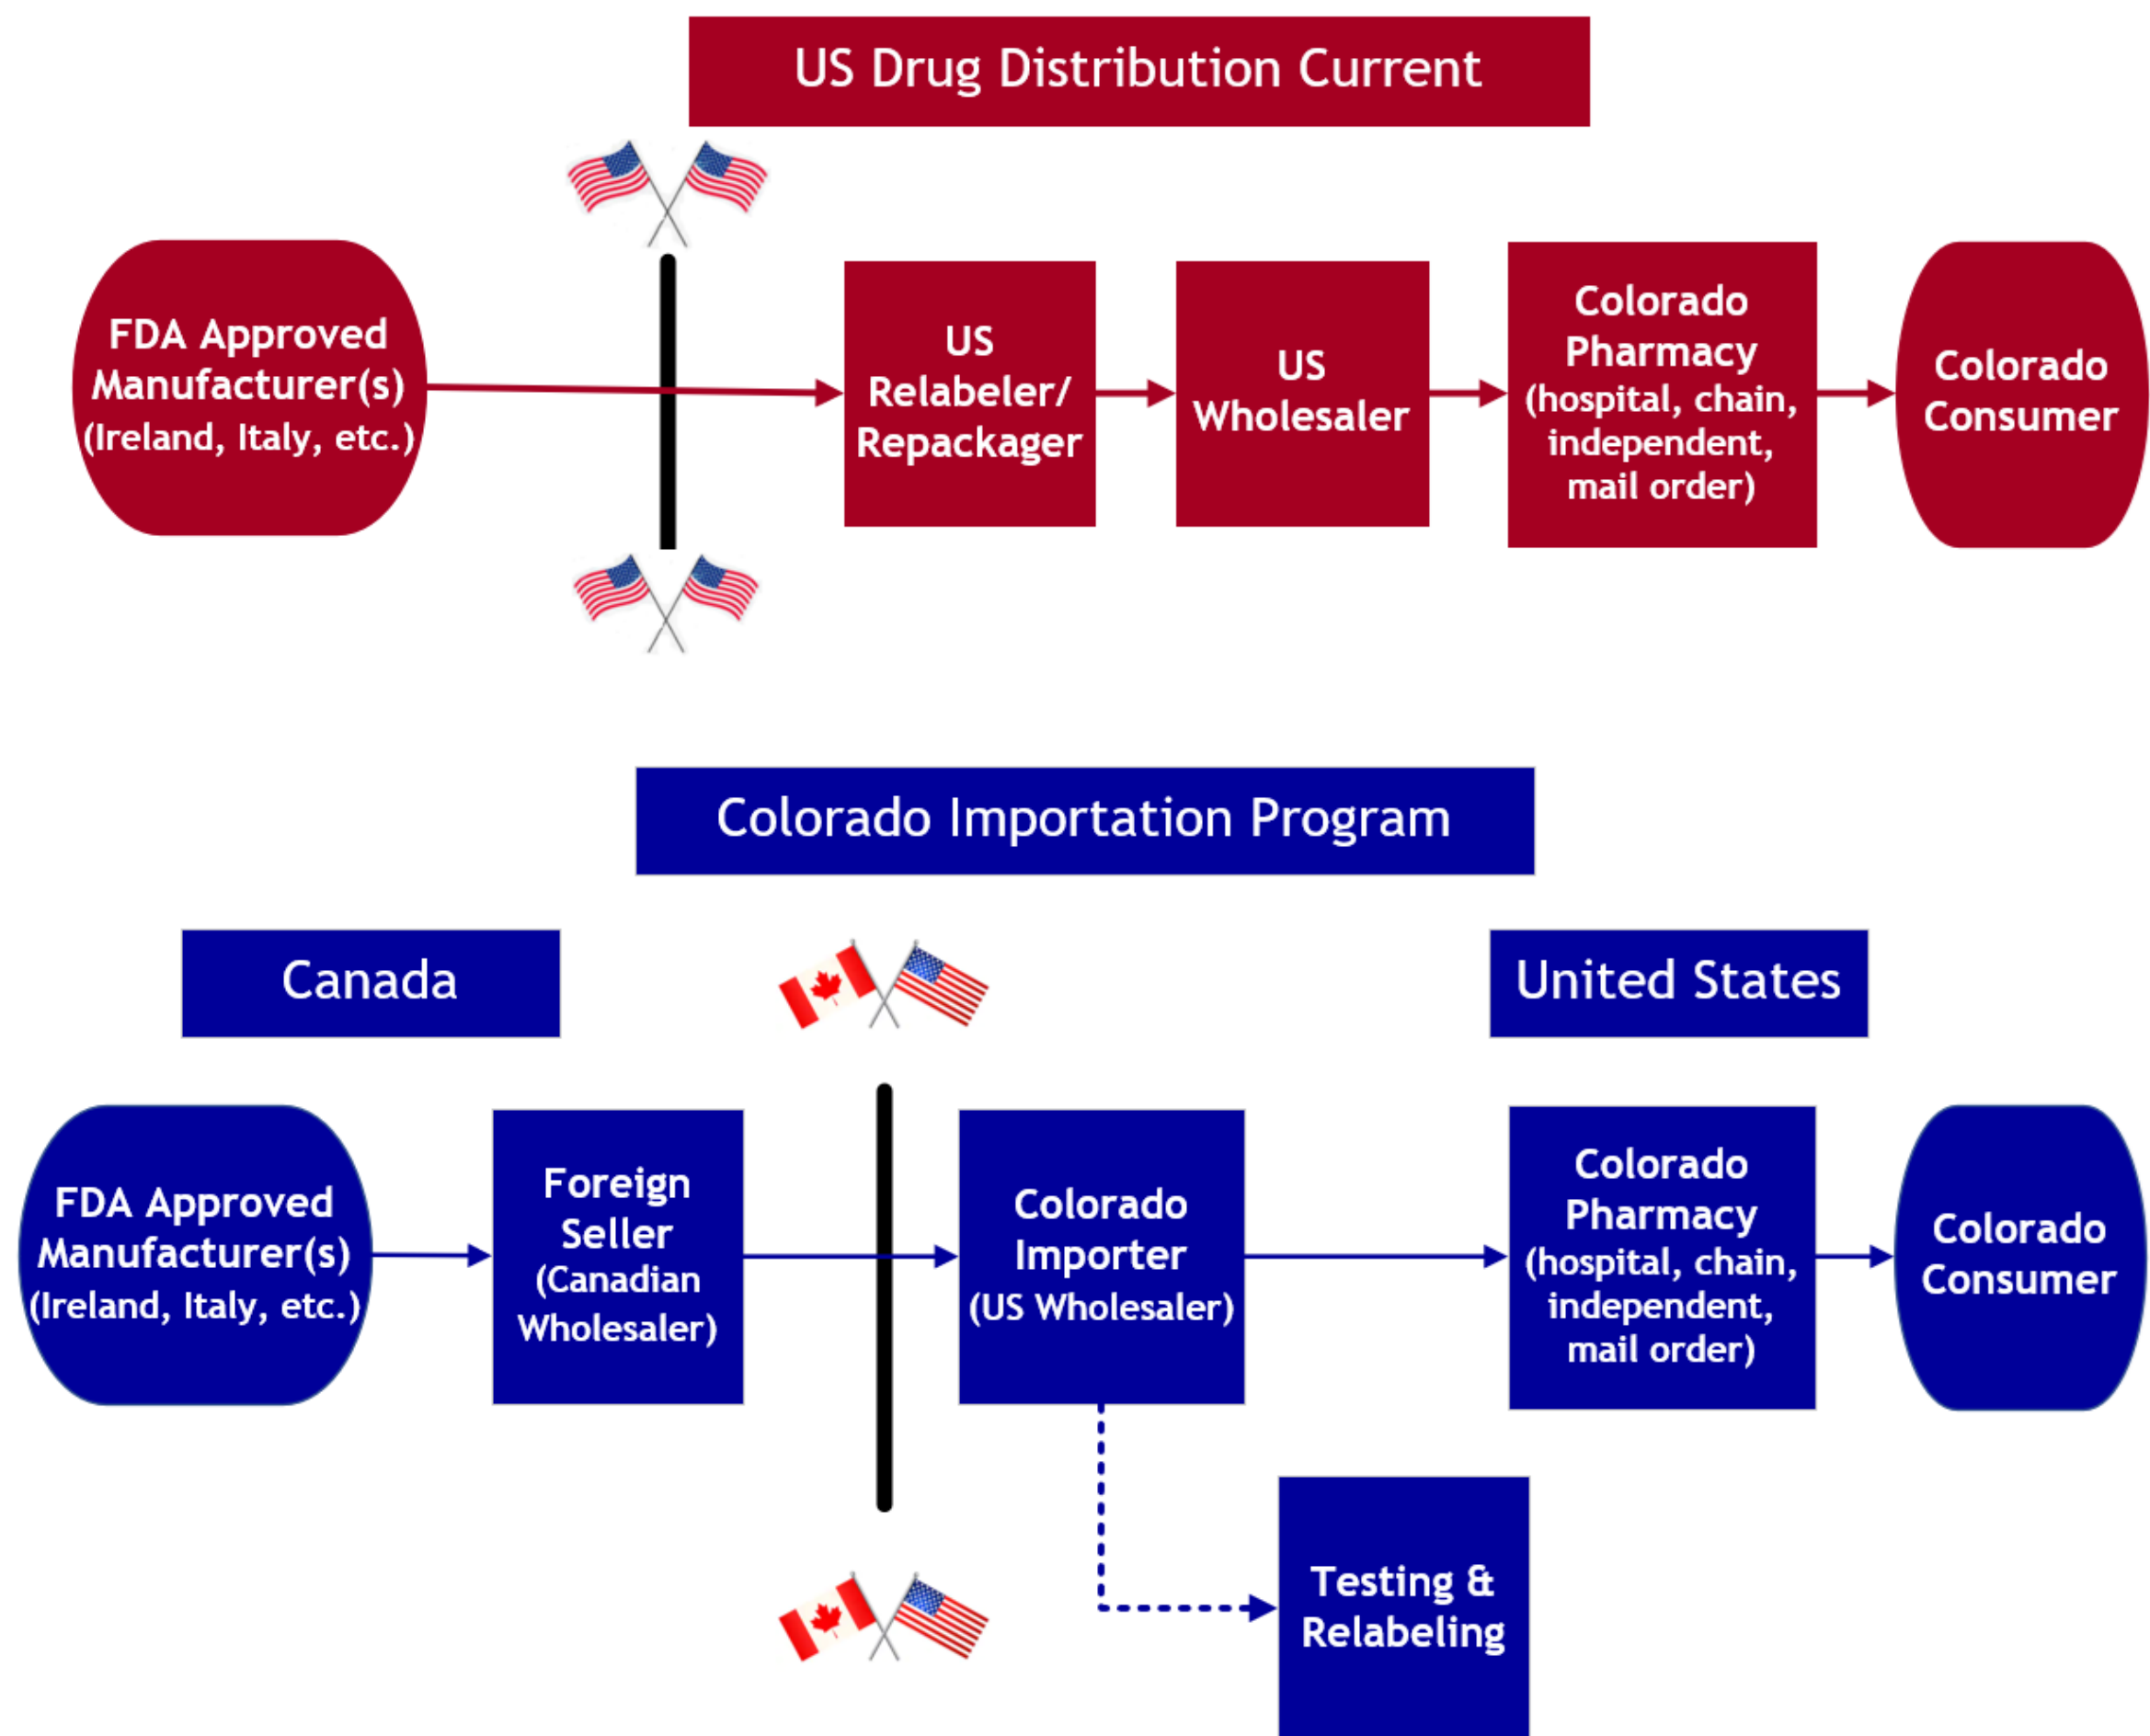 US Drug Distribution Current
FDA Approved
Manufacturer(s)
(Ireland, Italy, etc.)
US
Relabeler/
Repackager
US
Wholesaler
Colorado
Pharmacy
(hospital, chain,
independent,
mail order)
Colorado
Consumer
Colorado Importation Program
Canada
United States
FDA Approved
Manufacturer(s)
(Ireland, Italy, etc.)
Foreign
Seller
(Canadian
Wholesaler)
Colorado
Importer
(US Wholesaler)
Colorado
Pharmacy
(hospital, chain,
independent,
mail order)
Colorado
Consumer
Testing &
Relabeling